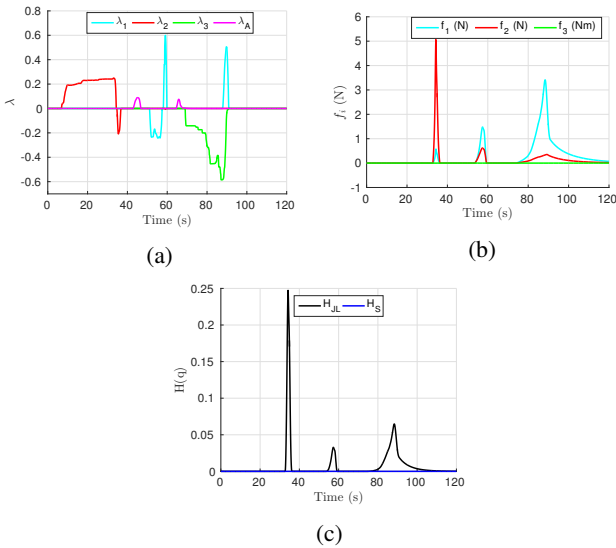 λ1 λ2 λ3 λA
0.6
0.4
0.2
0
-0.2
-0.4
-0.6
λ
0 20 40 60 80 100 120
Time (s)
(a)
f1 (N) f2 (N) f3 (Nm)
6
5
4
3
2
1
0
-1
fi (N)
0 20 40 60 80 100 120
Time (s)
(b)
HJL HS
0.25
0.2
0.15
0.1
0.05
0
H(q)
0 20 40 60 80 100 120
Time (s)
(c)